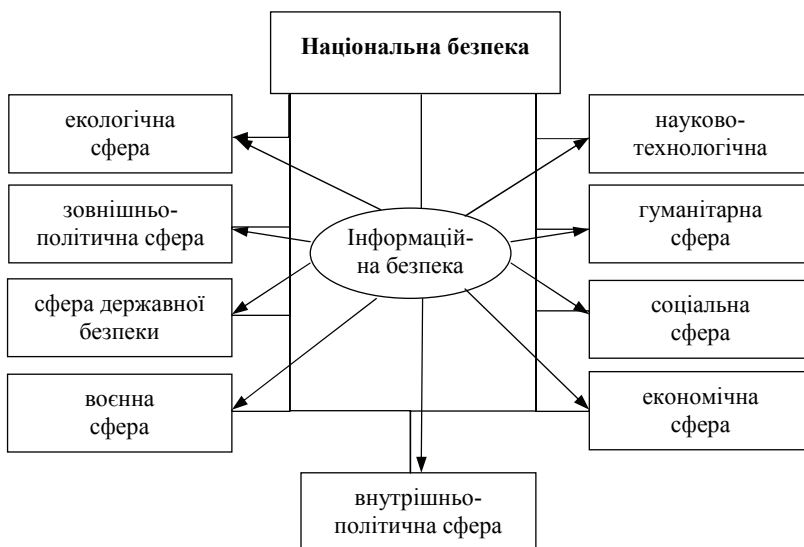 Національна безпека
екологічна
сфера
науково-
технологічна
зовнішньо-
політична сфера
Інформацій-
на безпека
гуманітарна
сфера
сфера державної
безпеки
соціальна
сфера
воєнна
сфера
економічна
сфера
внутрішньо-
політична сфера